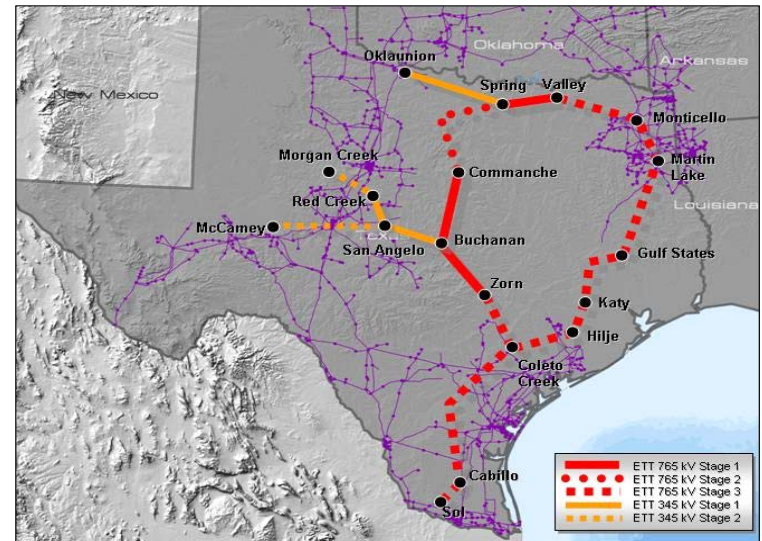 Oklahoma
Oklaunion
Arkansas
Spring
Valley
New Mexico
Monticello
Morgan Creek
Commanche
Martin
Lake
Red Creek
Louisiana
McCamey
Texas
San Angelo
Buchanan
Gulf States
Zorn
Katy
Hilje
Coleto
Creek
Cabillo
Sol
ETT 765 kV Stage 1
ETT 765 kV Stage 2
ETT 765 kV Stage 3
ETT 345 kV Stage 1
ETT 345 kV Stage 2